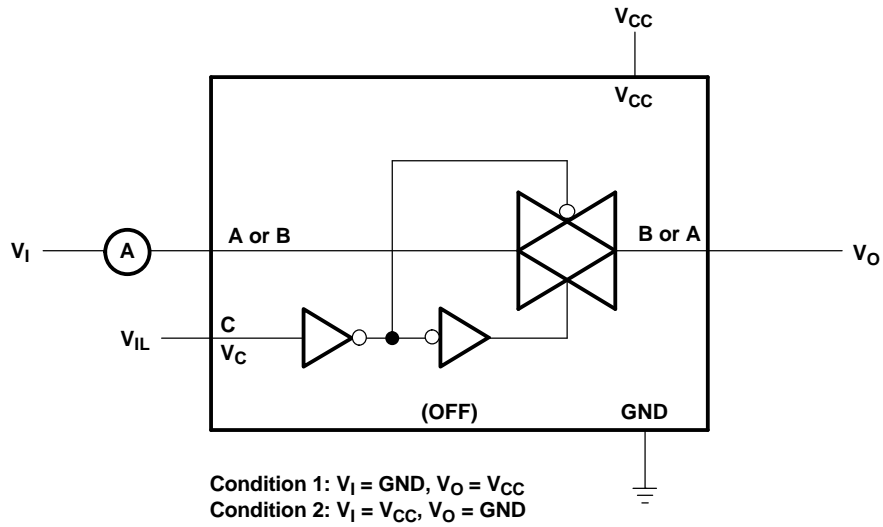 VCC
VCC
A or B
B or A
VI
A
VO
VIL
C
VC
(OFF)
GND
Condition 1: VI = GND, VO = VCC
Condition 2: VI = VCC, VO = GND